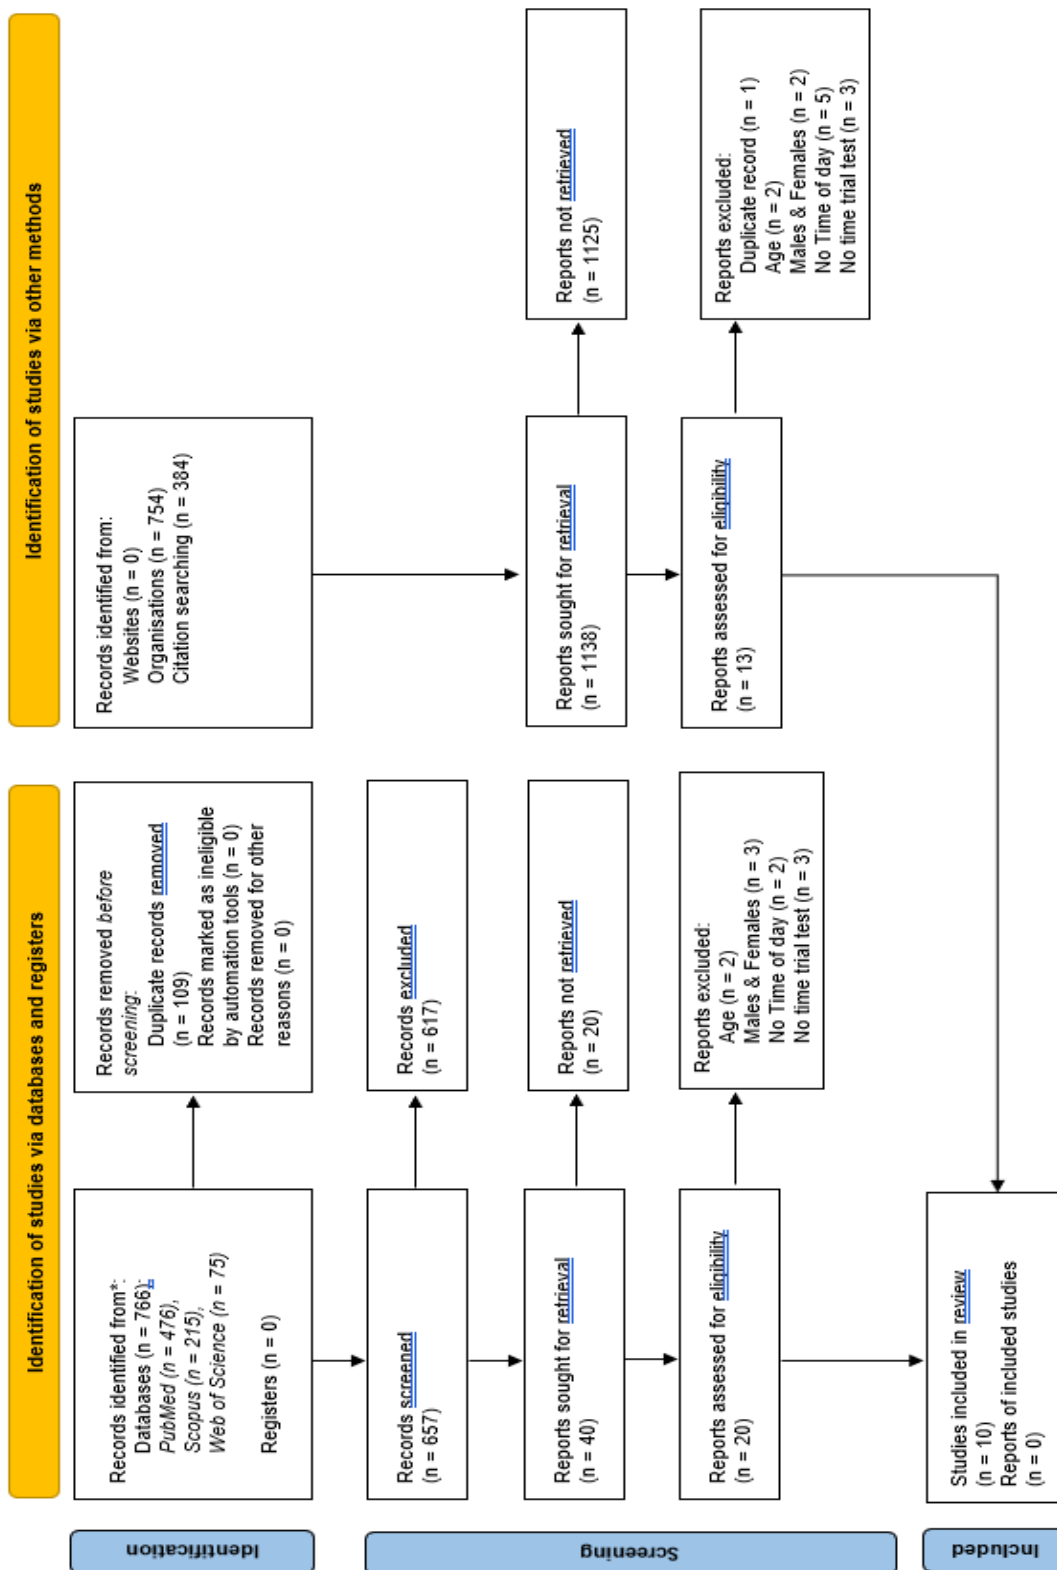 Identification of studies via databases and registers
Identification of studies via other methods
Identification
Records identified from*:
Databases (n = 766):
PubMed (n = 476),
Scopus (n = 215),
Web of Science (n = 75)
Registers (n = 0)
Records removed before
screening:
Duplicate records removed
(n = 109)
Records marked as ineligible
by automation tools (n = 0)
Records removed for other
reasons (n = 0)
Records identified from:
Websites (n = 0)
Organisations (n = 754)
Citation searching (n = 384)
Screening
Records screened
(n = 657)
Records excluded
(n = 617)
Reports sought for retrieval
(n = 40)
Reports not retrieved
(n = 20)
Reports sought for retrieval
(n = 1138)
Reports not retrieved
(n = 1125)
Reports assessed for eligibility
(n = 20)
Reports excluded:
Age (n = 2)
Males & Females (n = 3)
No Time of day (n = 2)
No time trial test (n = 3)
Reports assessed for eligibility
(n = 13)
Reports excluded:
Duplicate record (n = 1)
Age (n = 2)
Males & Females (n = 2)
No Time of day (n = 5)
No time trial test (n = 3)
Included
Studies included in review
(n = 10)
Reports of included studies
(n = 0)